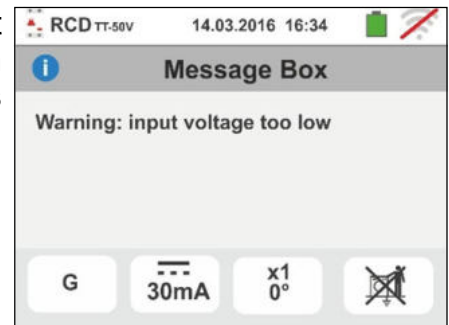 RCD TT-50V 14.03.2016 16:34
Message Box
Warning: input voltage too low
G 30mA x1 0°